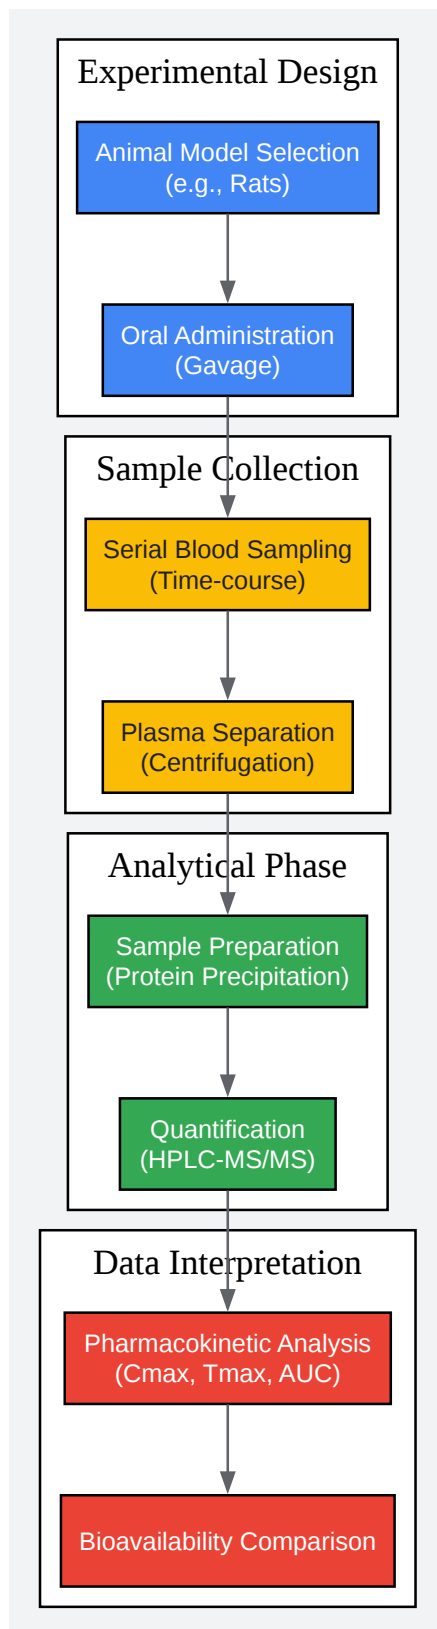 Experimental Design
Animal Model Selection
(e.g., Rats)
Oral Administration
(Gavage)
Sample Collection
Serial Blood Sampling
(Time-course)
Plasma Separation
(Centrifugation)
Analytical Phase
Sample Preparation
(Protein Precipitation)
Quantification
(HPLC-MS/MS)
Data Interpretation
Pharmacokinetic Analysis
(Cmax, Tmax, AUC)
Bioavailability Comparison